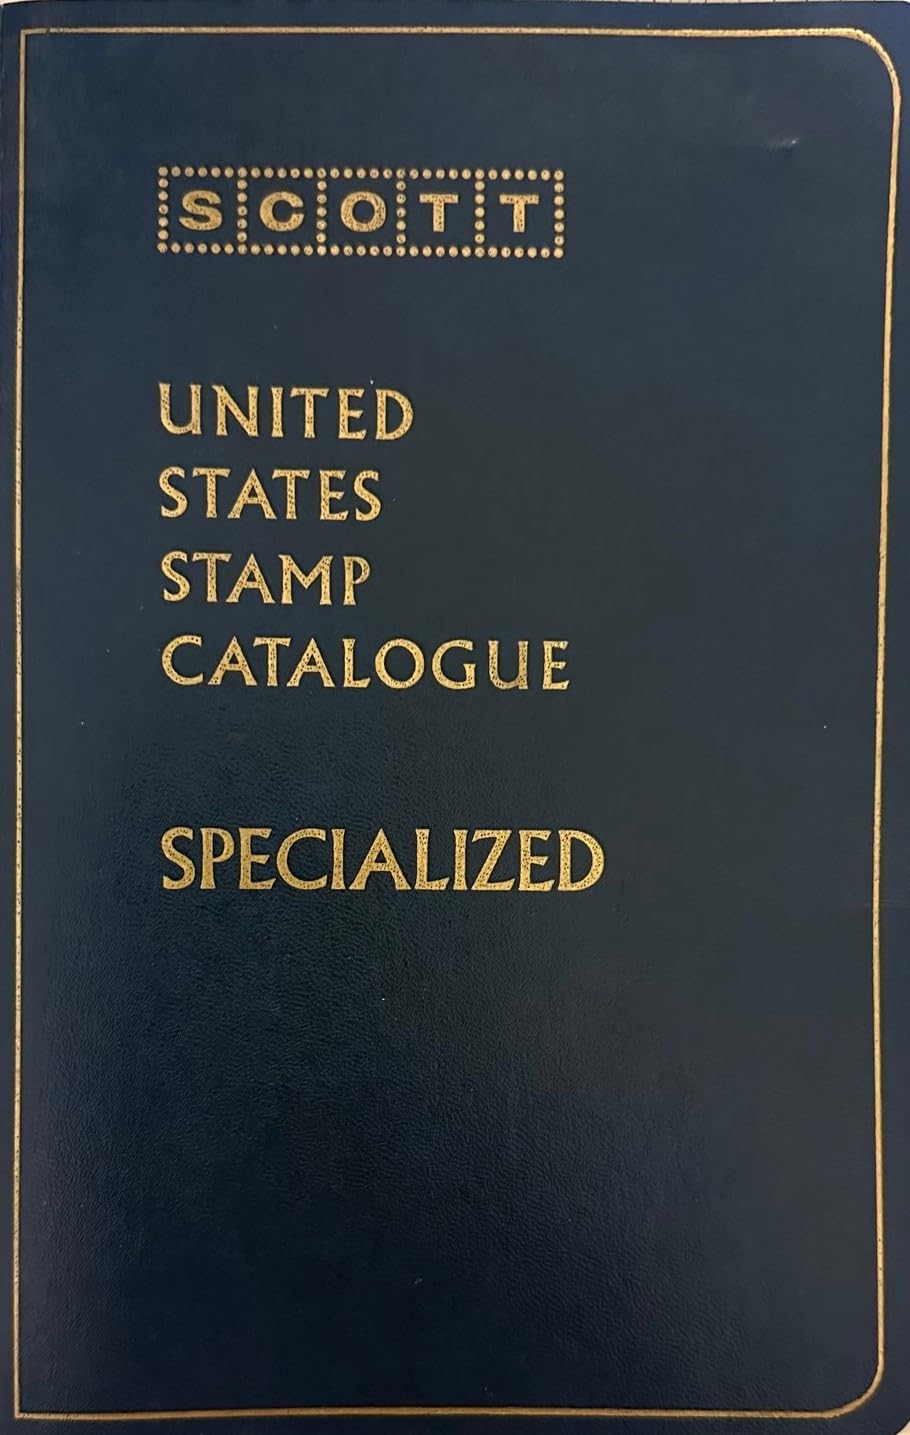 SCOTT
UNITED
STATES
STAMP
CATALOGUE
SPECIALIZED